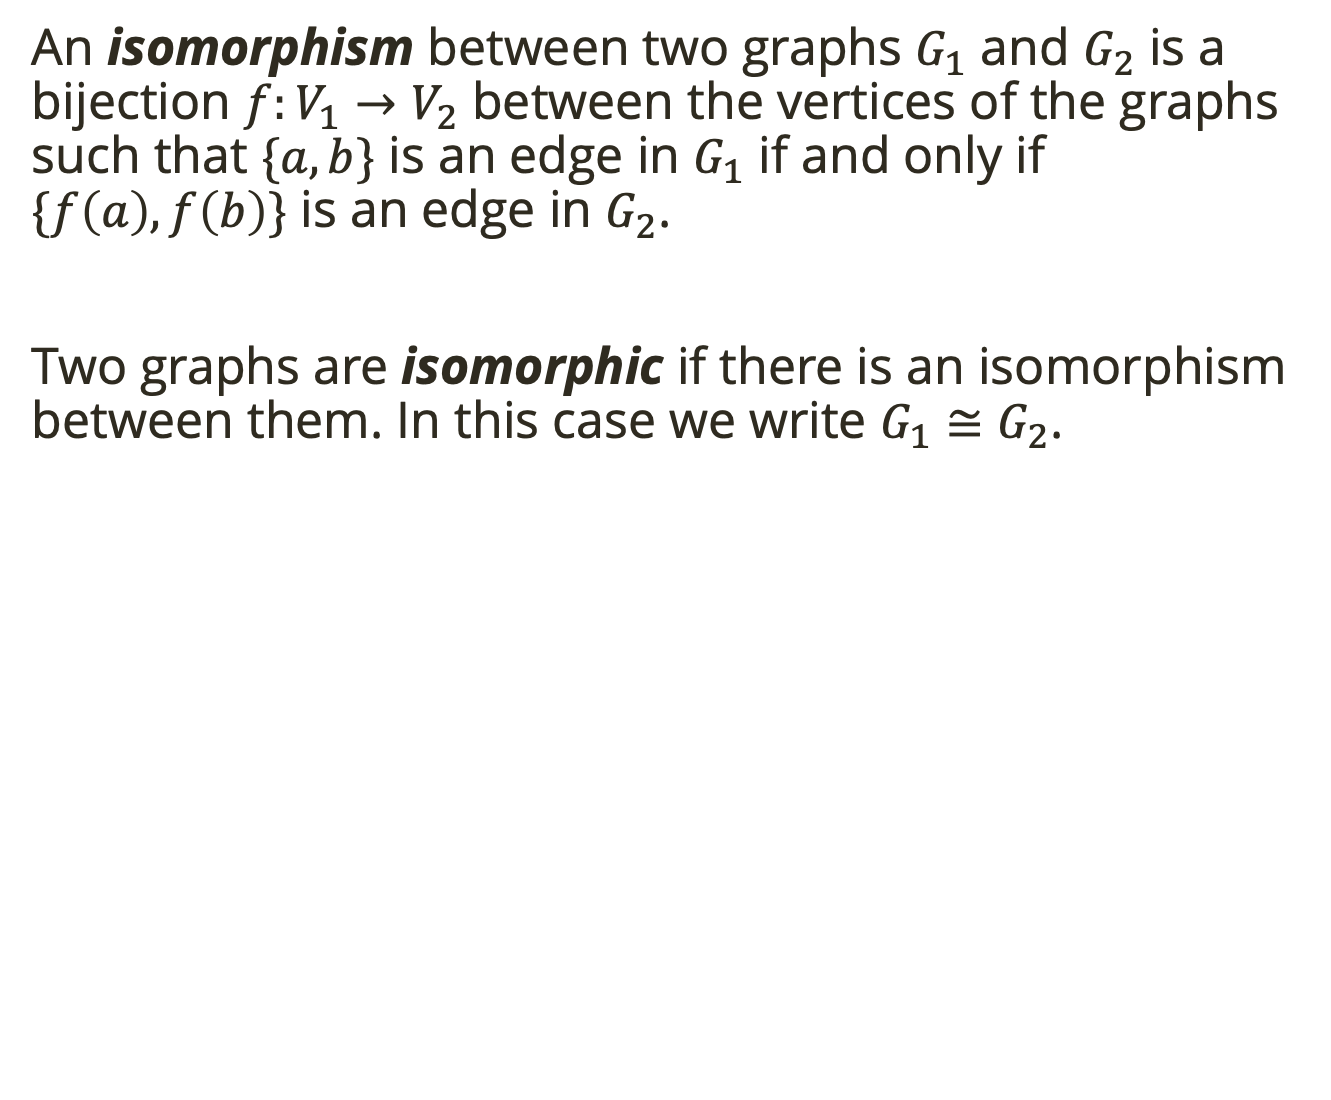 An isomorphism between two graphs G₁ and G₂ is a
bijection f: V₁ → V₂ between the vertices of the graphs
such that {a, b} is an edge in G₁ if and only if
{f(a), f(b)} is an edge in G₂.
Two graphs are isomorphic if there is an isomorphism
between them. In this case we write G₁ ≅ G₂.